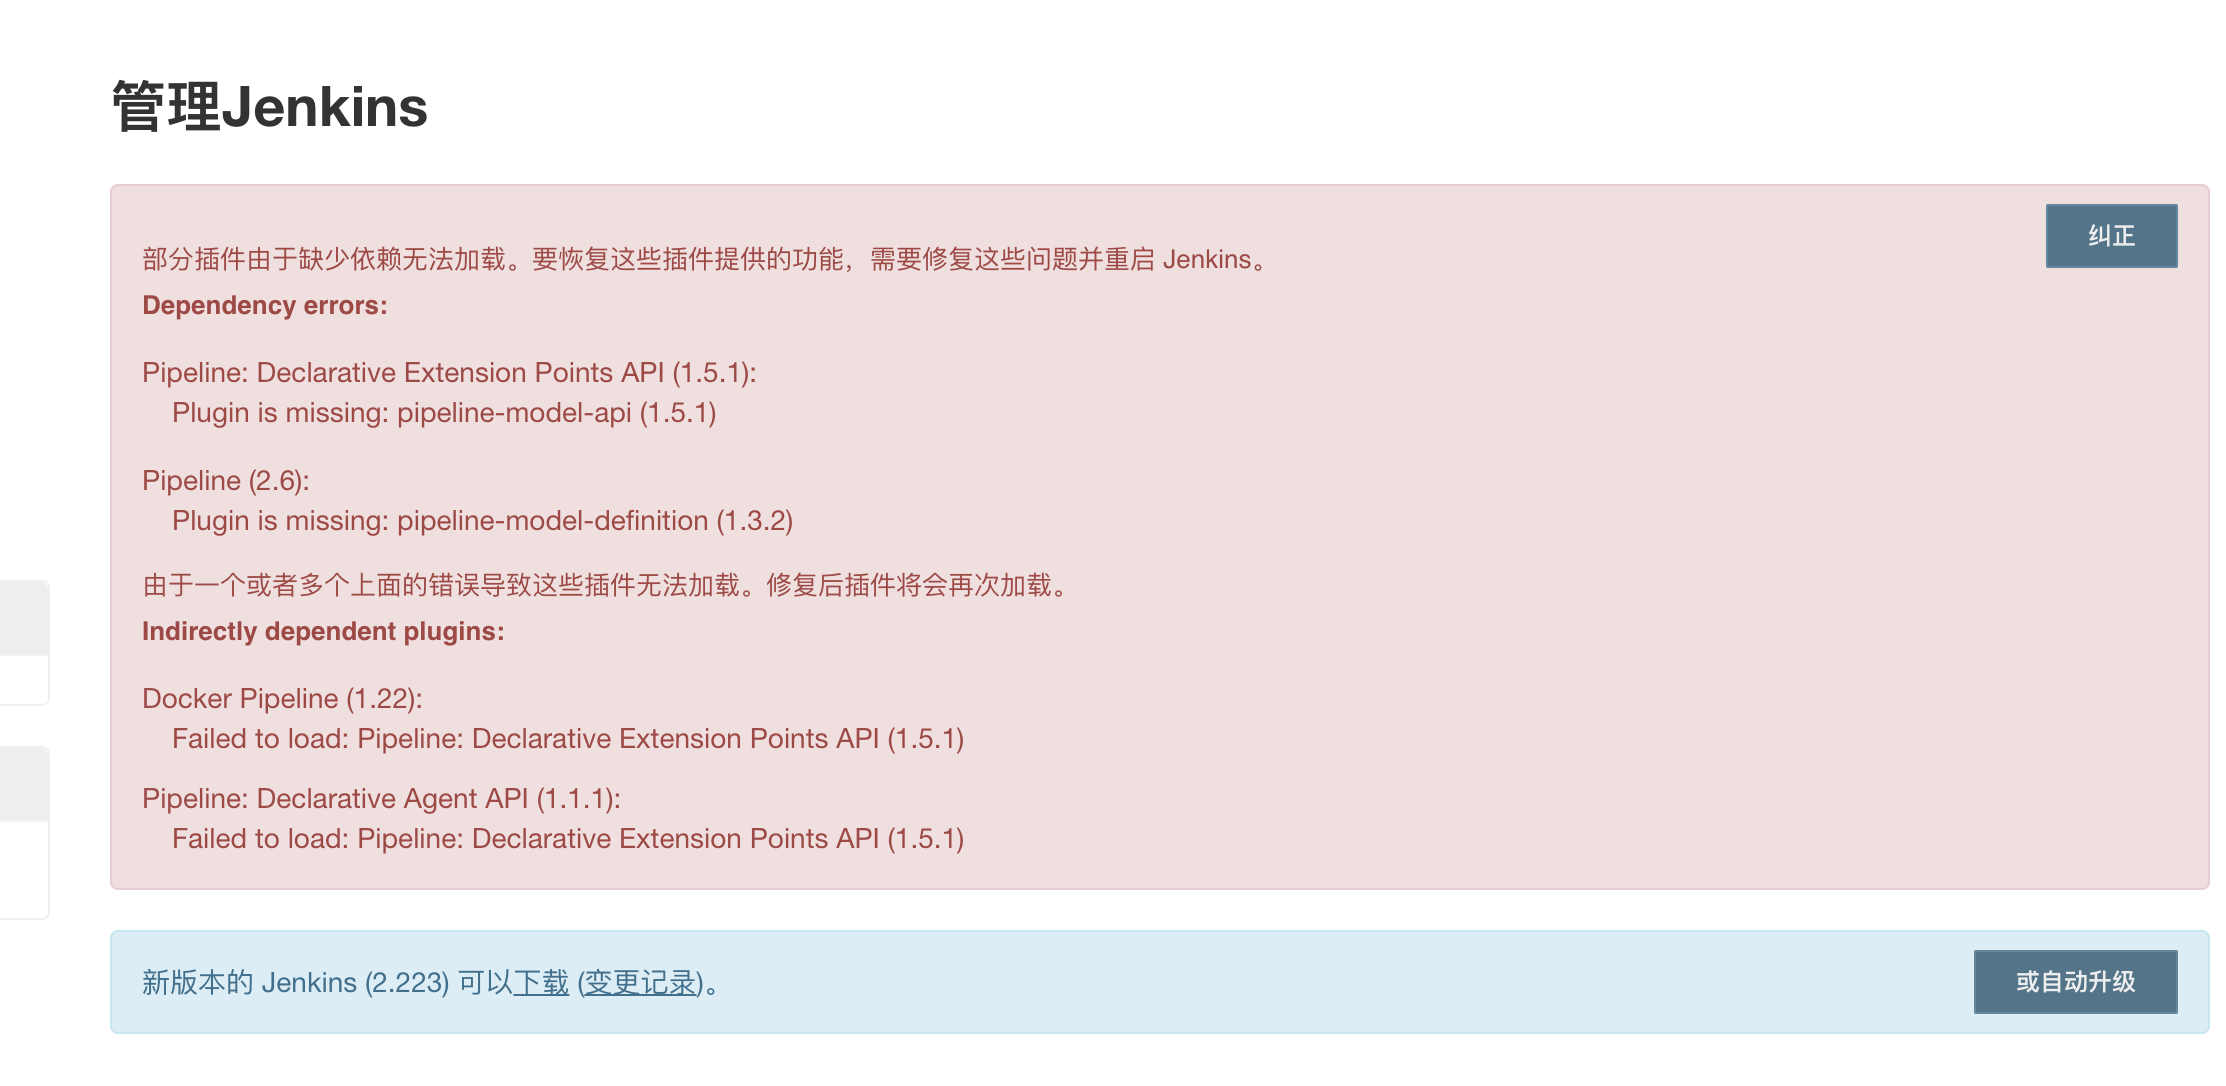 管理Jenkins
纠正
部分插件由于缺少依赖无法加载。要恢复这些插件提供的功能，需要修复这些问题并重启 Jenkins。
Dependency errors:
Pipeline: Declarative Extension Points API (1.5.1):
Plugin is missing: pipeline-model-api (1.5.1)
Pipeline (2.6):
Plugin is missing: pipeline-model-definition (1.3.2)
由于一个或者多个上面的错误导致这些插件无法加载。修复后插件将会再次加载。
Indirectly dependent plugins:
Docker Pipeline (1.22):
Failed to load: Pipeline: Declarative Extension Points API (1.5.1)
Pipeline: Declarative Agent API (1.1.1):
Failed to load: Pipeline: Declarative Extension Points API (1.5.1)
新版本的 Jenkins (2.223) 可以下载 (变更记录)。
或自动升级